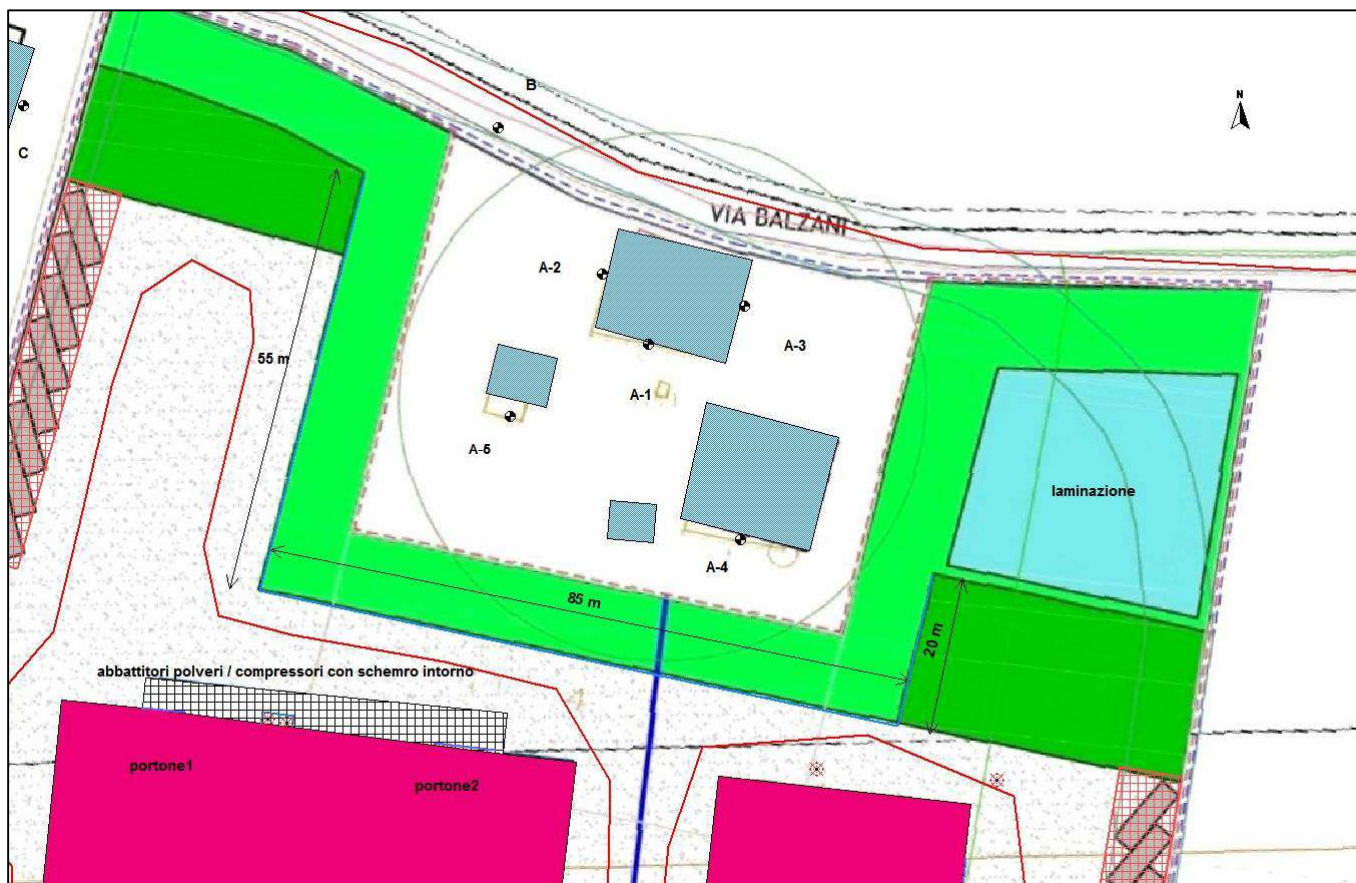 B
N
C
VIA BALZANI
A-2
A-3
55 m
A-1
A-5
laminazione
A-4
85 m
20 m
abbattitori polveri / compressori con schemro intorno
portone1
portone2